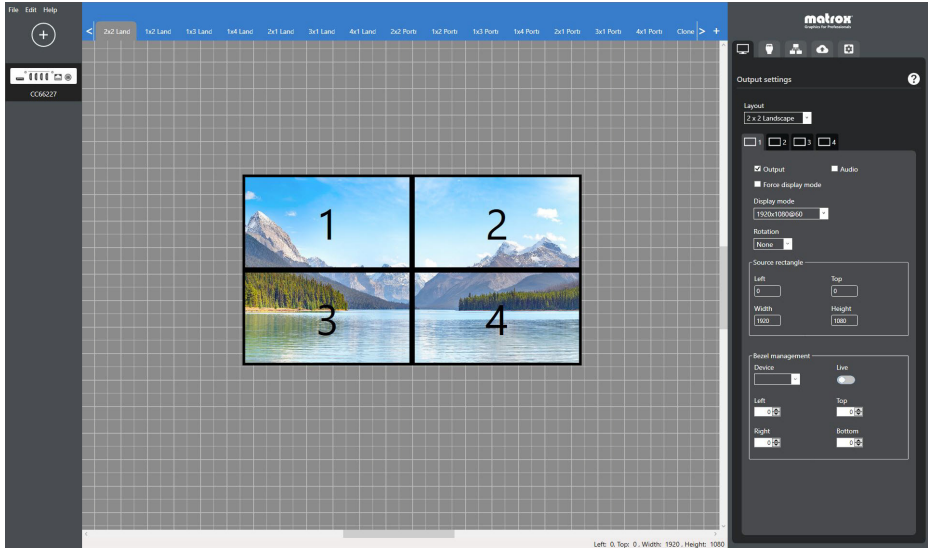 File Edit Help
CC66227
< 2x2 Land 1x2 Land 1x3 Land 1x4 Land 2x1 Land 3x1 Land 4x1 Land 2x2 Portr 1x2 Portr 1x3 Portr 1x4 Portr 2x1 Portr 3x1 Portr 4x1 Portr Clone > +
1 2
3 4
Left: 0, Top: 0 . Width: 1920 . Height: 1080
matrox
Graphics for Professionals
Output settings ?
Layout
2 x 2 Landscape
1 2 3 4
Output Audio
Force display mode
Display mode
1920x1080@60
Rotation
None
Source rectangle
Left Top
0 0
Width Height
1920 1080
Bezel management
Device Live
Left Top
0 0
Right Bottom
0 0